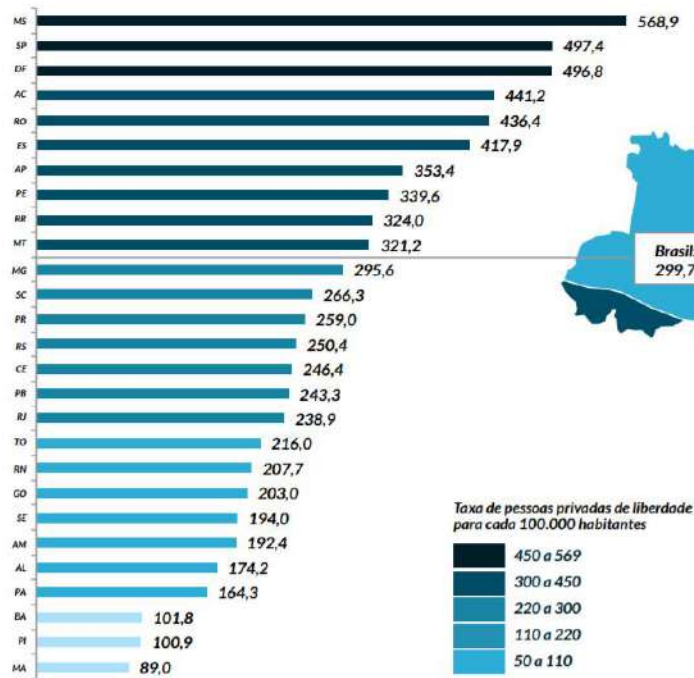 MS 568,9
SP 497,4
DF 496,8
AC 441,2
RO 436,4
ES 417,9
AP 353,4
PE 339,6
RR 324,0
MT 321,2
Brasil:
299,7
MG 295,6
SC 266,3
PR 259,0
RS 250,4
CE 246,4
PB 243,3
RJ 238,9
TO 216,0
RN 207,7
GO 203,0
SE 194,0
AM 192,4
AL 174,2
PA 164,3
BA 101,8
PI 100,9
MA 89,0
Taxa de pessoas privadas de liberdade
para cada 100.000 habitantes
450 a 569
300 a 450
220 a 300
110 a 220
50 a 110